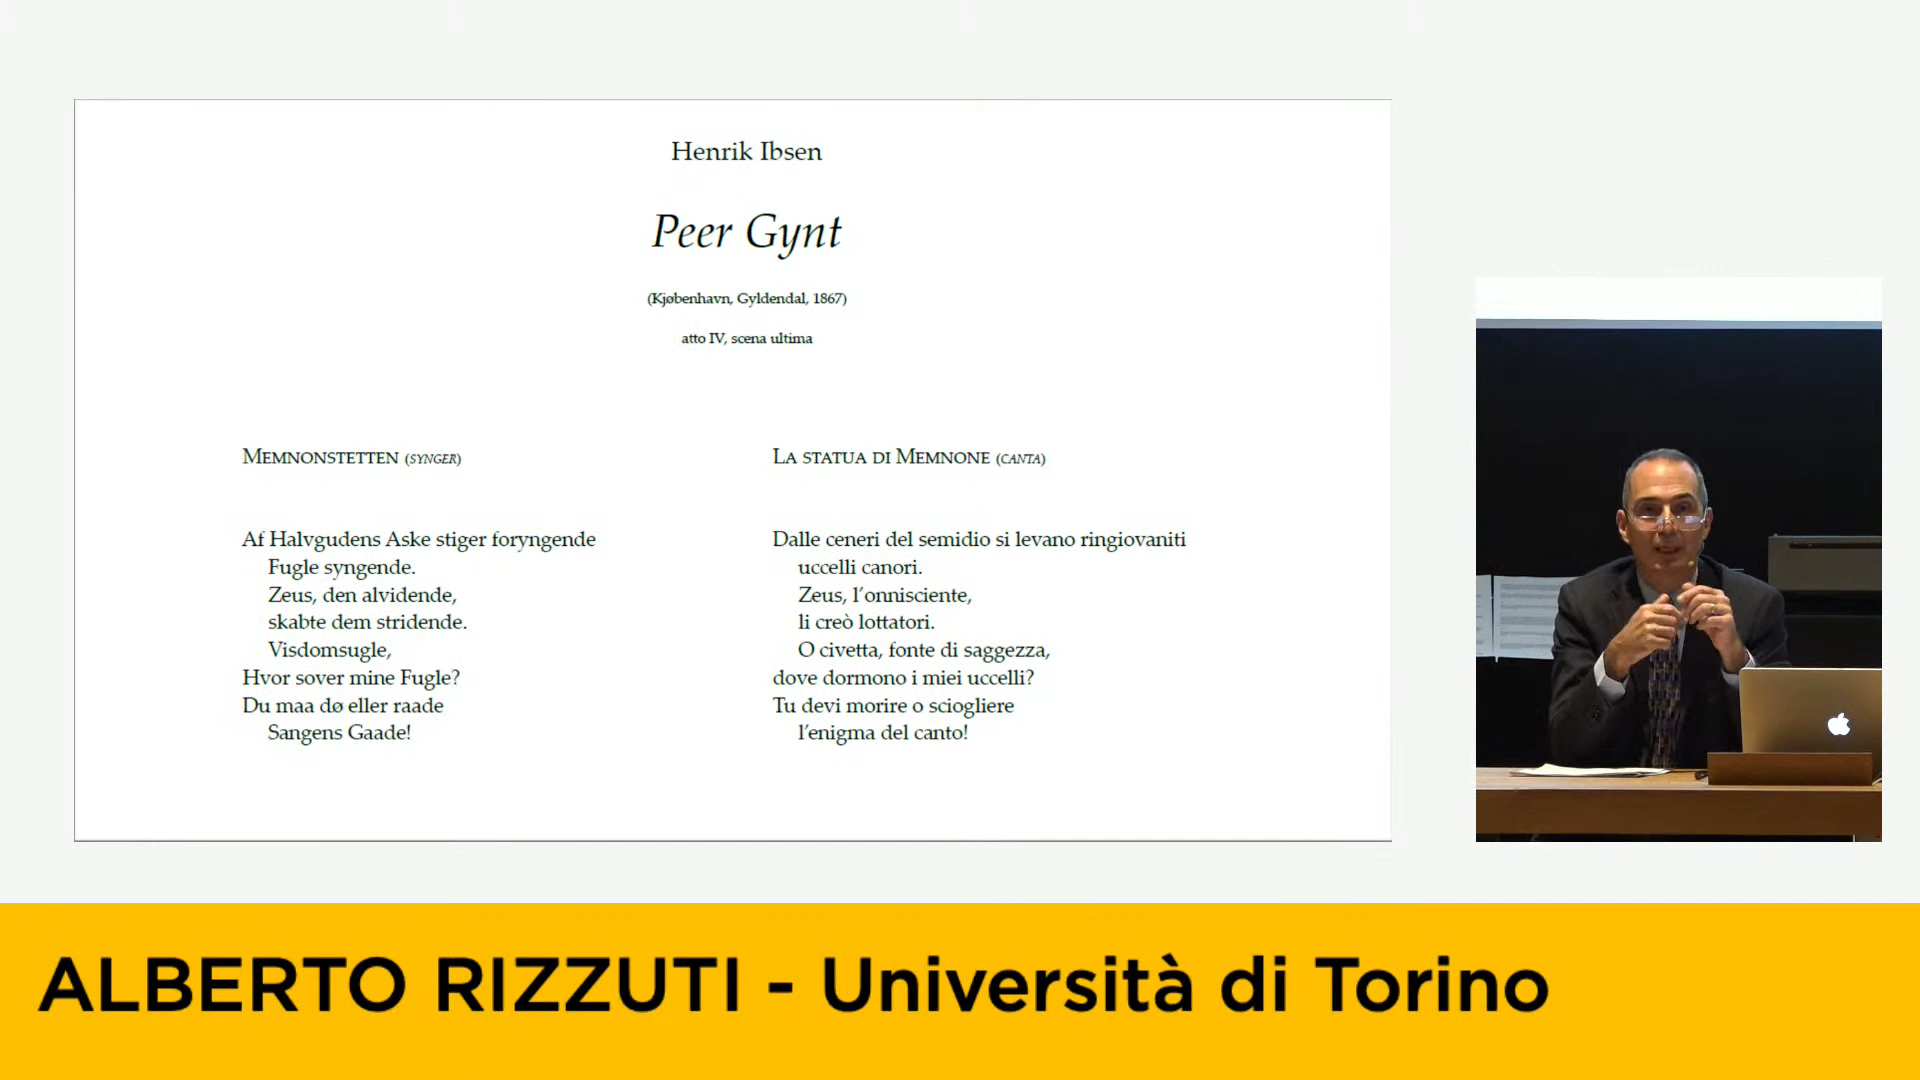 Henrik Ibsen
Peer Gynt
(Kjøbenhavn, Gyldendal, 1867)
atto IV, scena ultima
MEMNONSTETTEN (SYNGER)
Af Halvgudens Aske stiger foryngende
Fugle syngende.
Zeus, den alvidende,
skabte dem stridende.
Visdomsugle,
Hvor sover mine Fugle?
Du maa dø eller raade
Sangens Gaade!
LA STATUA DI MEMNONE (CANTA)
Dalle ceneri del semidio si levano ringiovaniti
uccelli canori.
Zeus, l'onnisciente,
li creò lottatori.
O civetta, fonte di saggezza,
dove dormono i miei uccelli?
Tu devi morire o sciogliere
l'enigma del canto!
ALBERTO RIZZUTI - Università di Torino